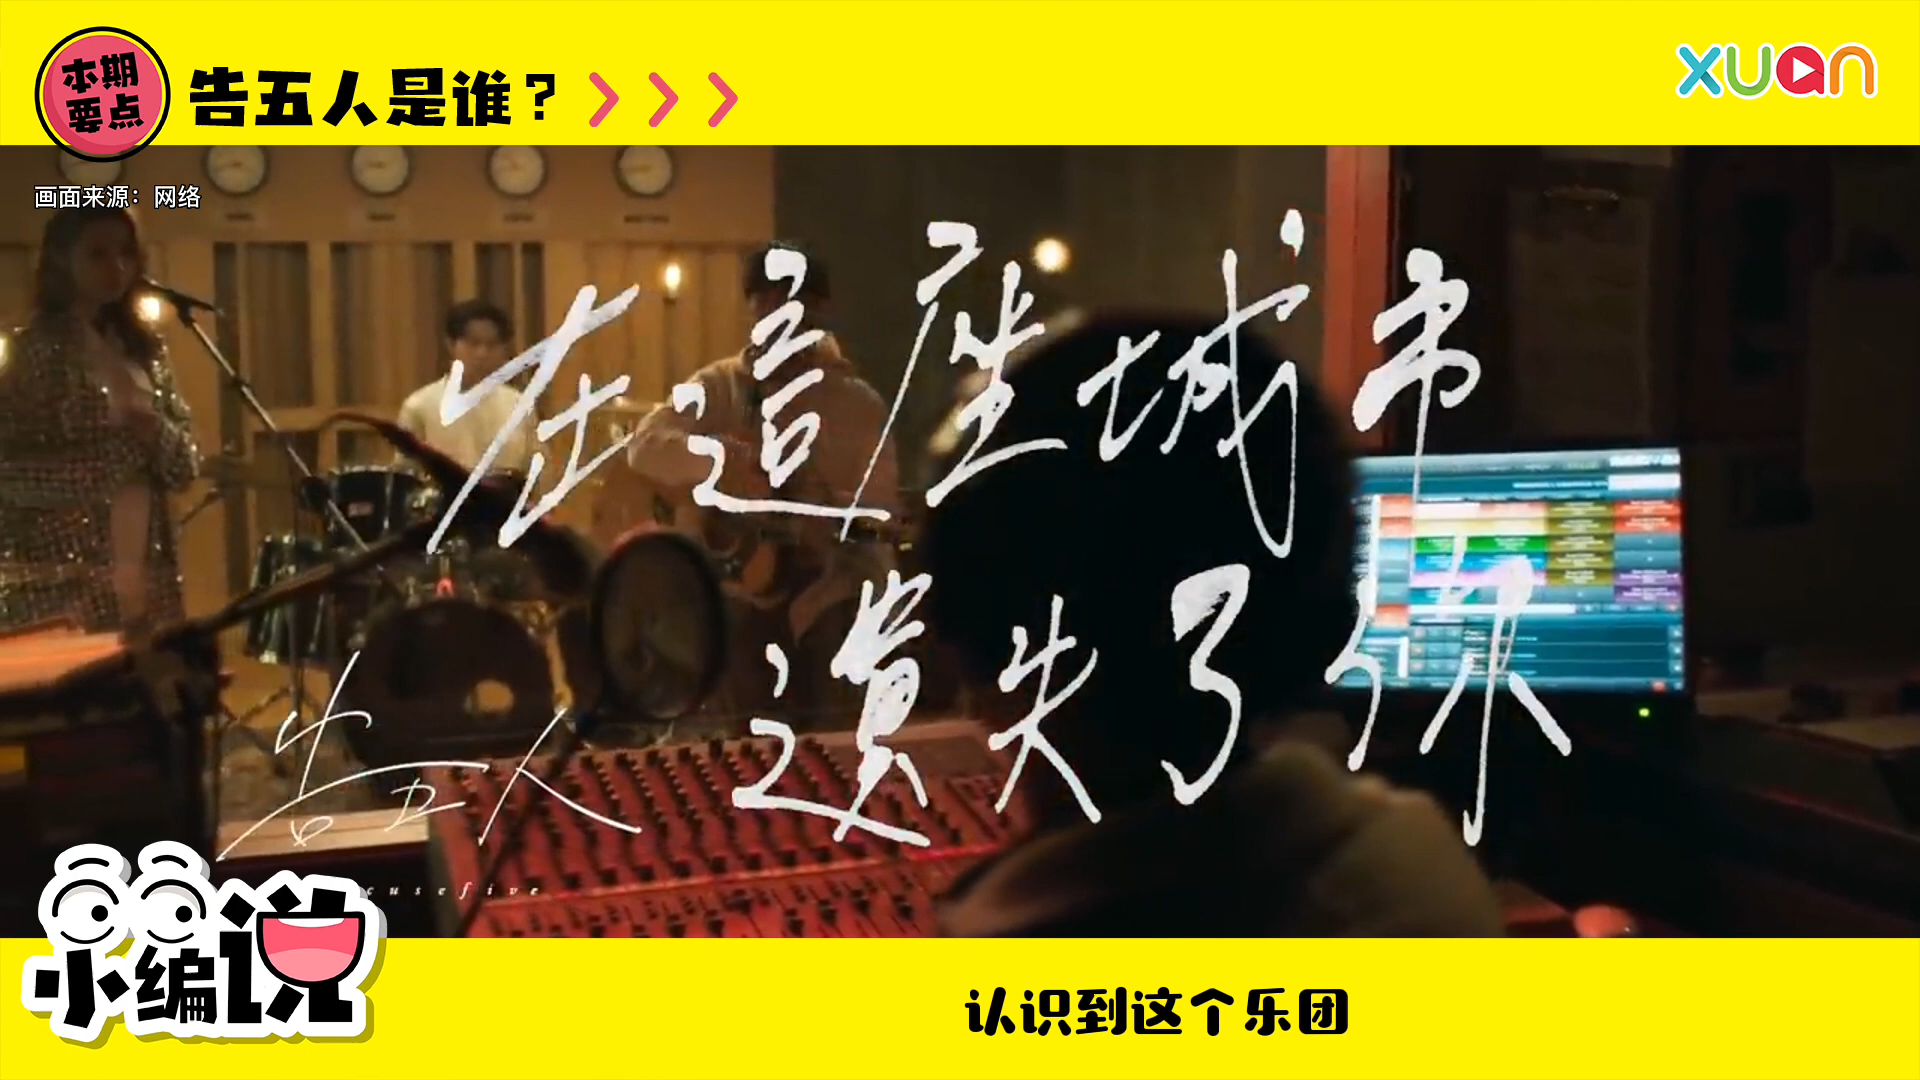 本期
要点
告五人是谁？
xuan
画面来源：网络
在這座城市
遺失了你
告五人
cusefive
小编说
认识到这个乐团